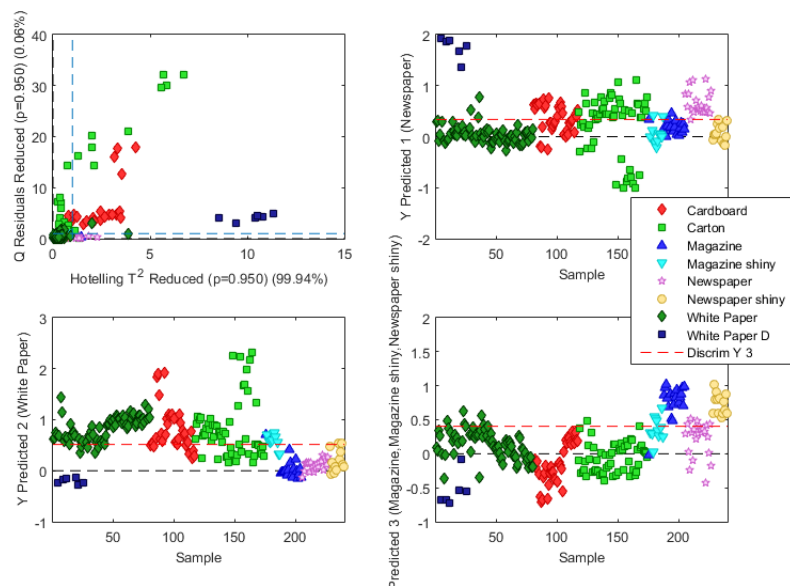 Q Residuals Reduced (p=0.950) (0.06%)
40
30
20
10
0
0
5
10
15
Hotelling T² Reduced (p=0.950) (99.94%)
Y Predicted 1 (Newspaper)
2
1
0
-1
-2
Sample
Cardboard
Carton
Magazine
Magazine shiny
Newspaper
Newspaper shiny
White Paper
White Paper D
Discrim Y 3
Y Predicted 2 (White Paper)
3
2
1
0
-1
50
100
150
200
Sample
Predicted 3 (Magazine,Magazine shiny,Newspaper shiny)
2
1.5
1
0.5
0
-0.5
-1
50
100
150
200
Sample